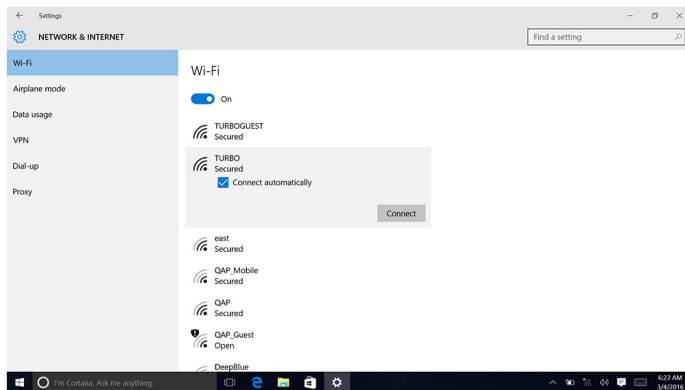 Settings
NETWORK & INTERNET
Find a setting
Wi-Fi
Airplane mode
Data usage
VPN
Dial-up
Proxy
Wi-Fi
On
TURBOGUEST
Secured
TURBO
Secured
Connect automatically
Connect
east
Secured
QAP_Mobile
Secured
QAP
Secured
QAP_Guest
Open
DeepBlue
I'm Cortana. Ask me anything.
6:23 AM
3/4/2016